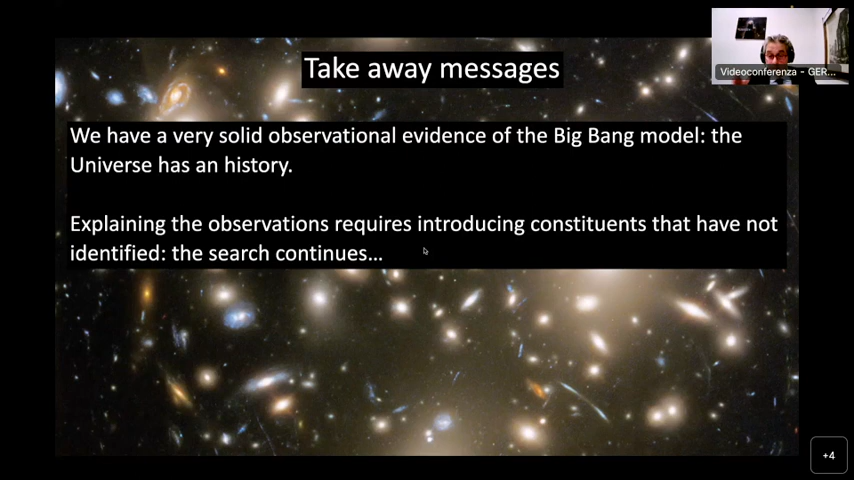 Take away messages
Videoconferenza - GER...
We have a very solid observational evidence of the Big Bang model: the
Universe has an history.
Explaining the observations requires introducing constituents that have not
identified: the search continues...
+4